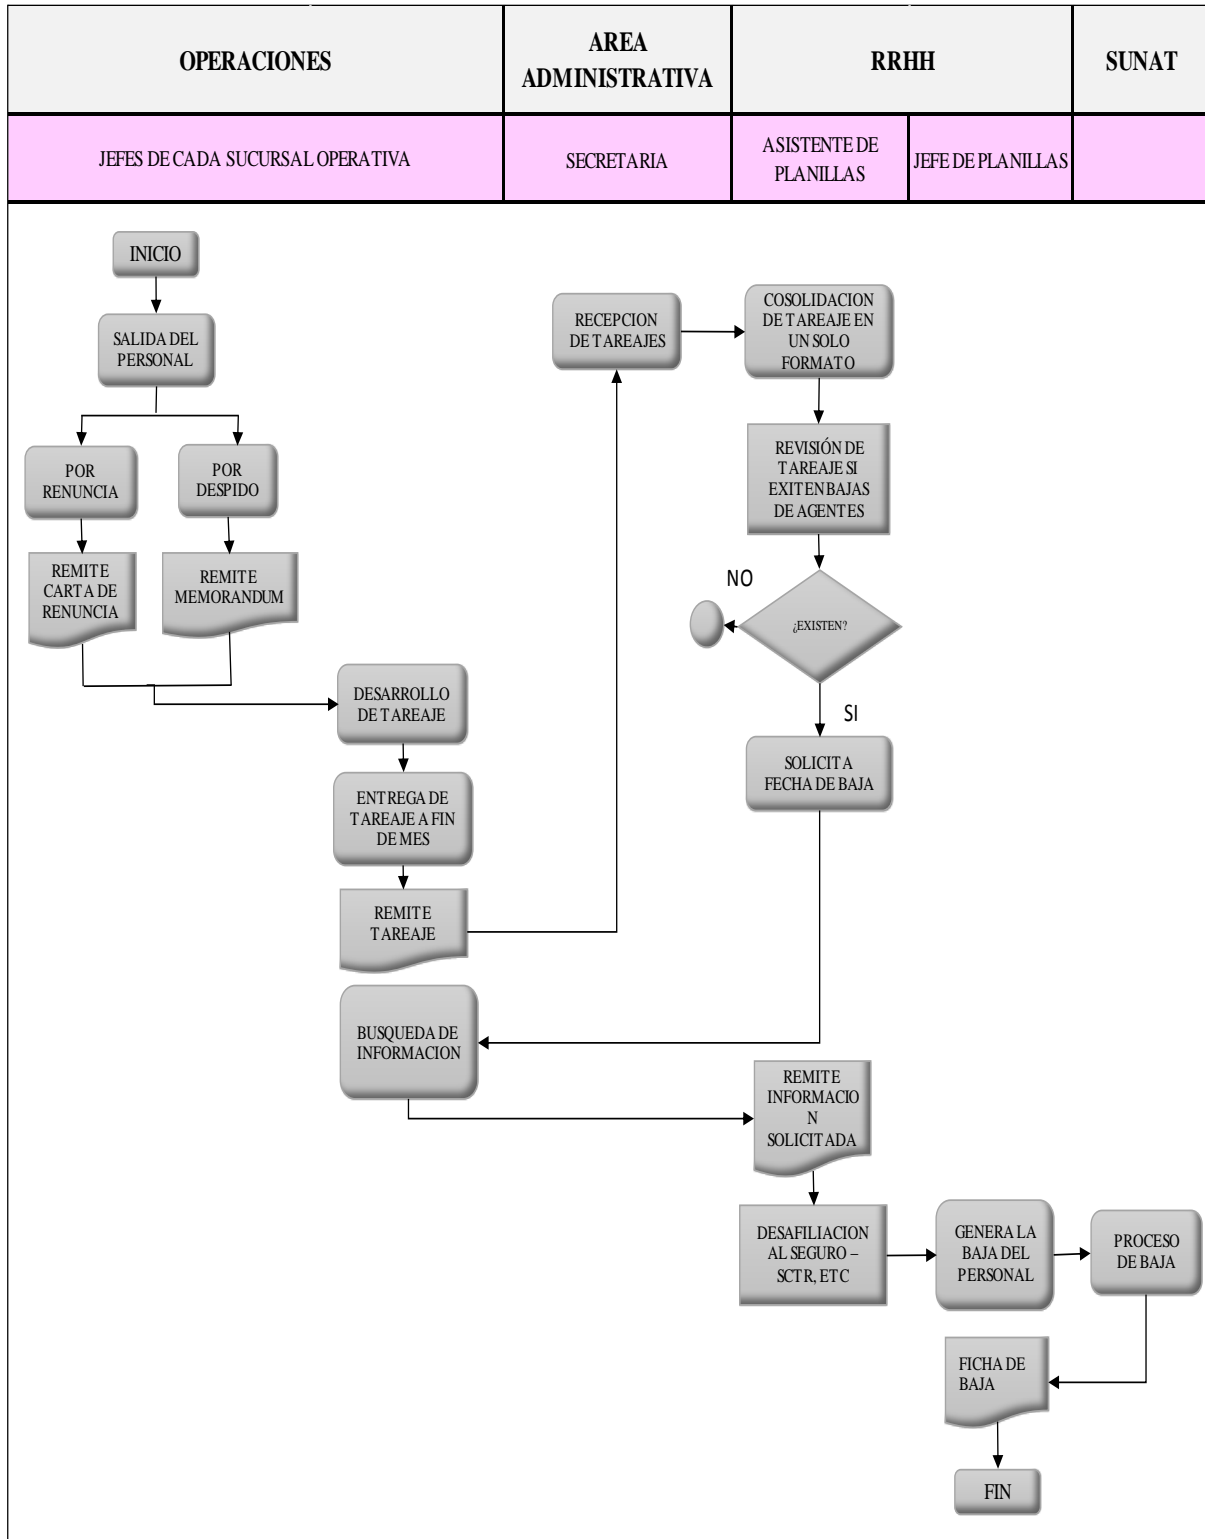 OPERACIONES
AREA
ADMINISTRATIVA
RRHH
SUNAT
JEFES DE CADA SUCURSAL OPERATIVA
SECRETARIA
ASISTENTE DE
PLANILLAS
JEFE DE PLANILLAS
INICIO
SALIDA DEL
PERSONAL
POR
RENUNCIA
POR
DESPIDO
REMITE
CARTA DE
RENUNCIA
REMITE
MEMORANDUM
DESARROLLO
DE TAREAJE
ENTREGA DE
TAREAJE A FIN
DE MES
REMITE
TAREAJE
RECEPCION
DE TAREAJES
COSOLIDACION
DE TAREAJE EN
UN SOLO
FORMATO
REVISIÓN DE
TAREAJE SI
EXITEN BAJAS
DE AGENTES
NO
¿EXISTEN?
SI
SOLICITA
FECHA DE BAJA
BUSQUEDA DE
INFORMACION
REMITE
INFORMACIO
N
SOLICITADA
DESAFILIACION
AL SEGURO –
SCTR, ETC
GENERA LA
BAJA DEL
PERSONAL
PROCESO
DE BAJA
FICHA DE
BAJA
FIN